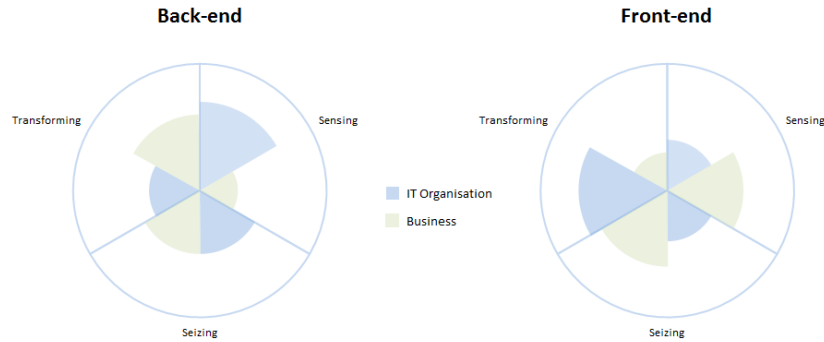 Back-end
Front-end
Transforming
Sensing
Transforming
Sensing
IT Organisation
Business
Seizing
Seizing